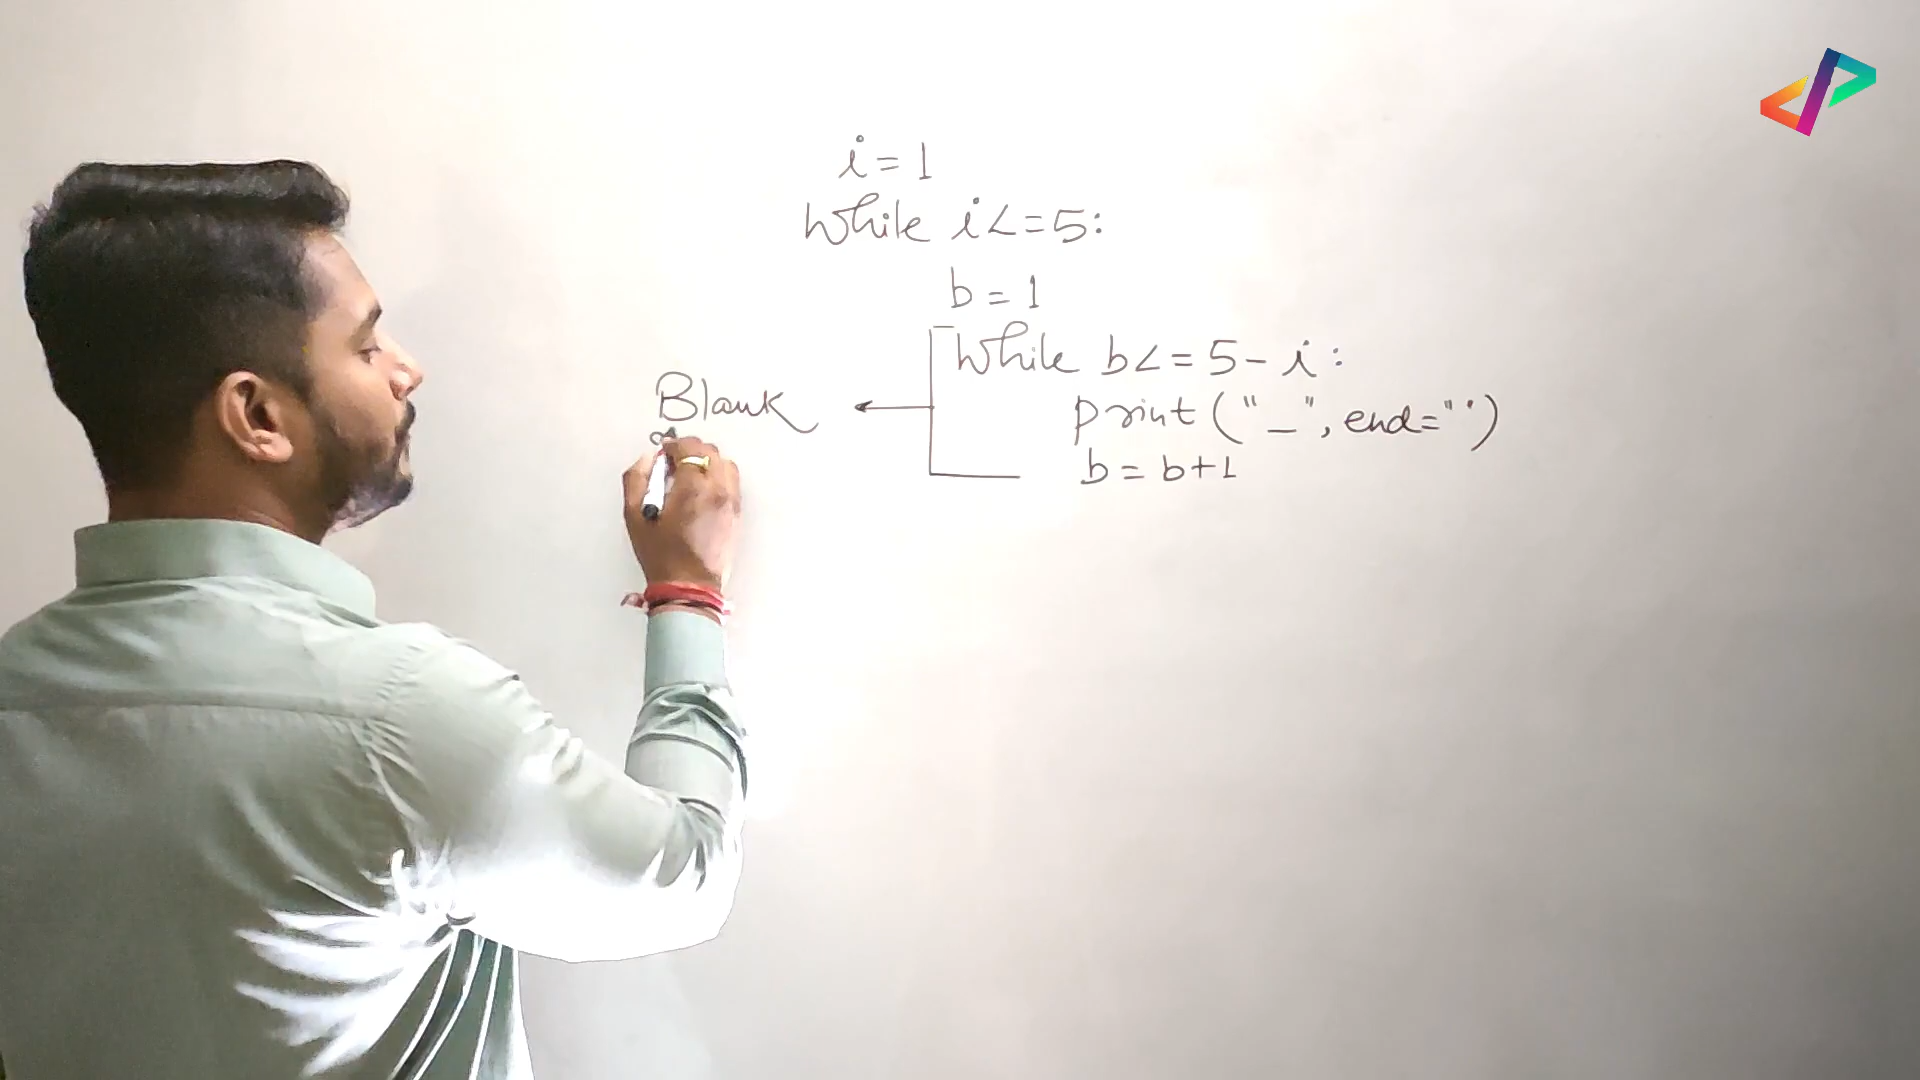 i = 1
While i <= 5:
b = 1
While b <= 5 - i :
Blank
print ("_", end="")
b = b+1